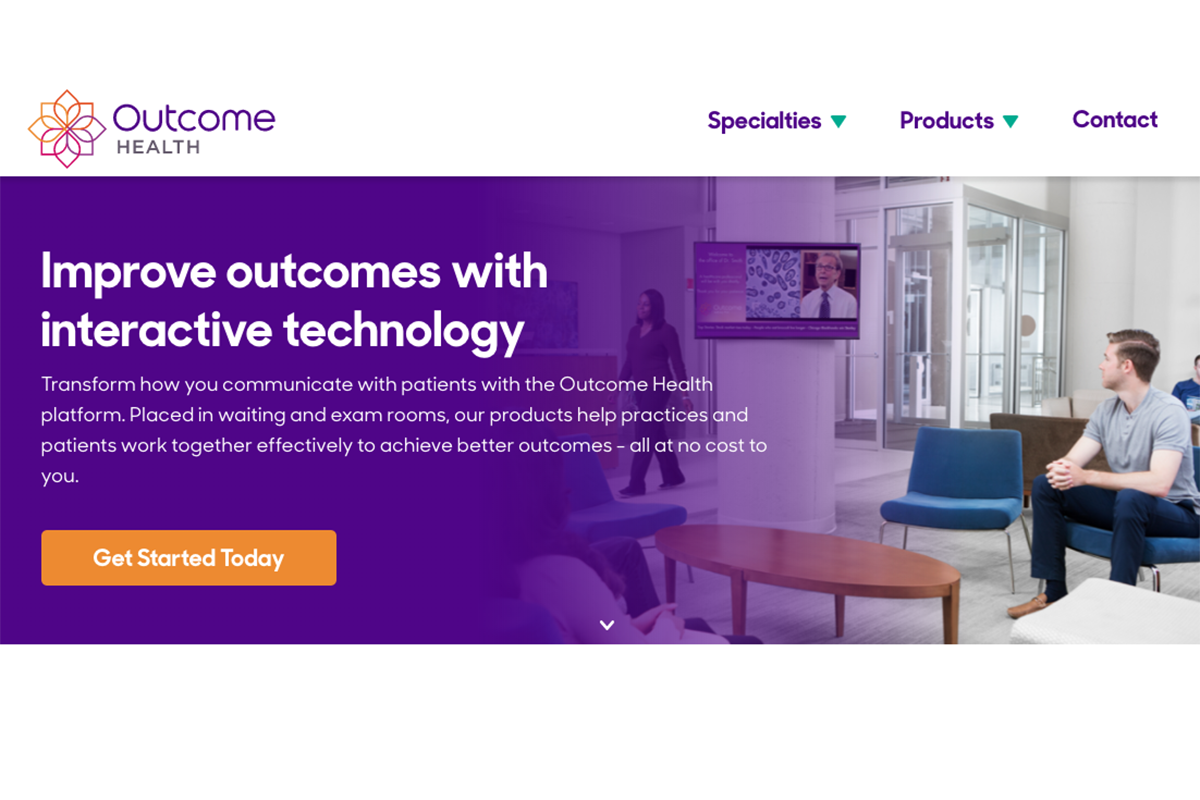 Outcome
HEALTH
Specialties
Products
Contact
Improve outcomes with
interactive technology
Transform how you communicate with patients with the Outcome Health
platform. Placed in waiting and exam rooms, our products help practices and
patients work together effectively to achieve better outcomes - all at no cost to
you.
Get Started Today
Welcome to